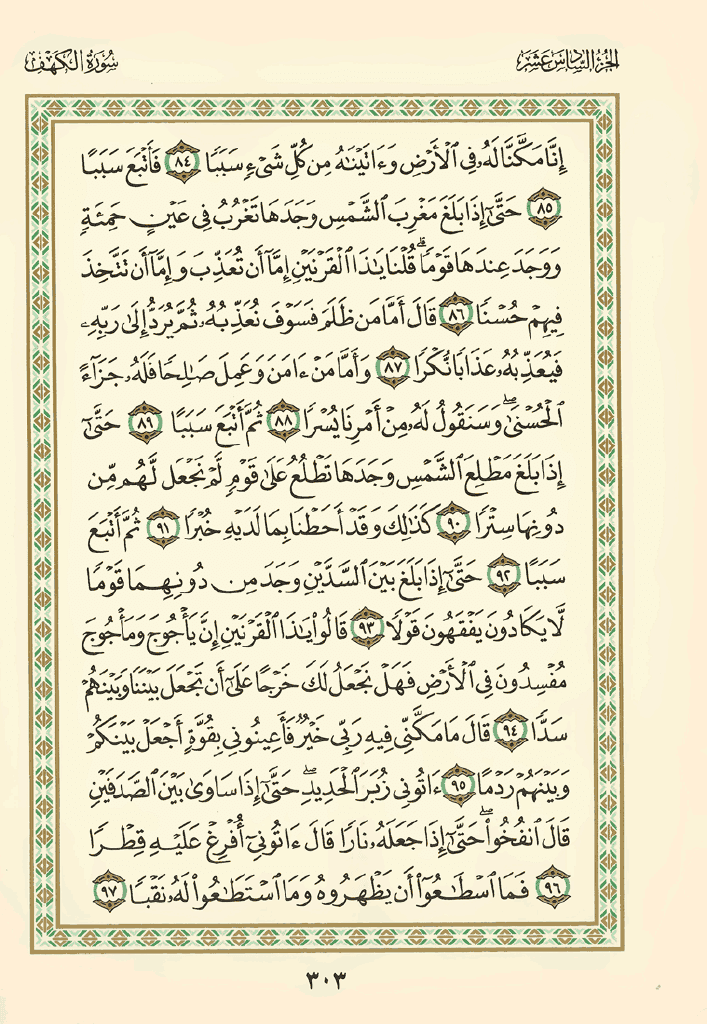 الجزء السادس عشر
سورة الكهف
إِنَّا مَكَّنَّا لَهُۥ فِى ٱلْأَرْضِ وَءَاتَيْنَـٰهُ مِن كُلِّ شَىْءٍ سَبَبًا ٨٤ فَأَتْبَعَ سَبَبًا
٨٥ حَتَّىٰٓ إِذَا بَلَغَ مَغْرِبَ ٱلشَّمْسِ وَجَدَهَا تَغْرُبُ فِى عَيْنٍ حَمِئَةٍ
وَوَجَدَ عِندَهَا قَوْمًا ۗ قُلْنَا يَـٰذَا ٱلْقَرْنَيْنِ إِمَّآ أَن تُعَذِّبَ وَإِمَّآ أَن تَتَّخِذَ
فِيهِمْ حُسْنًا ٨٦ قَالَ أَمَّا مَن ظَلَمَ فَسَوْفَ نُعَذِّبُهُۥ ثُمَّ يُرَدُّ إِلَىٰ رَبِّهِۦ
فَيُعَذِّبُهُۥ عَذَابًا نُّكْرًا ٨٧ وَأَمَّا مَنْ ءَامَنَ وَعَمِلَ صَـٰلِحًا فَلَهُۥ جَزَآءً
ٱلْحُسْنَىٰ ۖ وَسَنَقُولُ لَهُۥ مِنْ أَمْرِنَا يُسْرًا ٨٨ ثُمَّ أَتْبَعَ سَبَبًا ٨٩ حَتَّىٰٓ
إِذَا بَلَغَ مَطْلِعَ ٱلشَّمْسِ وَجَدَهَا تَطْلُعُ عَلَىٰ قَوْمٍ لَّمْ نَجْعَل لَّهُم مِّن
دُونِهَا سِتْرًا ٩٠ كَذَٰلِكَ وَقَدْ أَحَطْنَا بِمَا لَدَيْهِ خُبْرًا ٩١ ثُمَّ أَتْبَعَ
سَبَبًا ٩٢ حَتَّىٰٓ إِذَا بَلَغَ بَيْنَ ٱلسَّدَّيْنِ وَجَدَ مِن دُونِهِمَا قَوْمًا
لَّا يَكَادُونَ يَفْقَهُونَ قَوْلًا ٩٣ قَالُوا۟ يَـٰذَا ٱلْقَرْنَيْنِ إِنَّ يَأْجُوجَ وَمَأْجُوجَ
مُفْسِدُونَ فِى ٱلْأَرْضِ فَهَلْ نَجْعَلُ لَكَ خَرْجًا عَلَىٰٓ أَن تَجْعَلَ بَيْنَنَا وَبَيْنَهُمْ
سَدًّا ٩٤ قَالَ مَا مَكَّنِّى فِيهِ رَبِّى خَيْرٌ فَأَعِينُونِى بِقُوَّةٍ أَجْعَلْ بَيْنَكُمْ
وَبَيْنَهُمْ رَدْمًا ٩٥ ءَاتُونِى زُبَرَ ٱلْحَدِيدِ ۖ حَتَّىٰٓ إِذَا سَاوَىٰ بَيْنَ ٱلصَّدَفَيْنِ
قَالَ ٱنفُخُوا۟ ۖ حَتَّىٰٓ إِذَا جَعَلَهُۥ نَارًا قَالَ ءَاتُونِىٓ أُفْرِغْ عَلَيْهِ قِطْرًا
٩٦ فَمَا ٱسْطَـٰعُوٓا۟ أَن يَظْهَرُوهُ وَمَا ٱسْتَطَـٰعُوا۟ لَهُۥ نَقْبًا ٩٧
٣٠٣